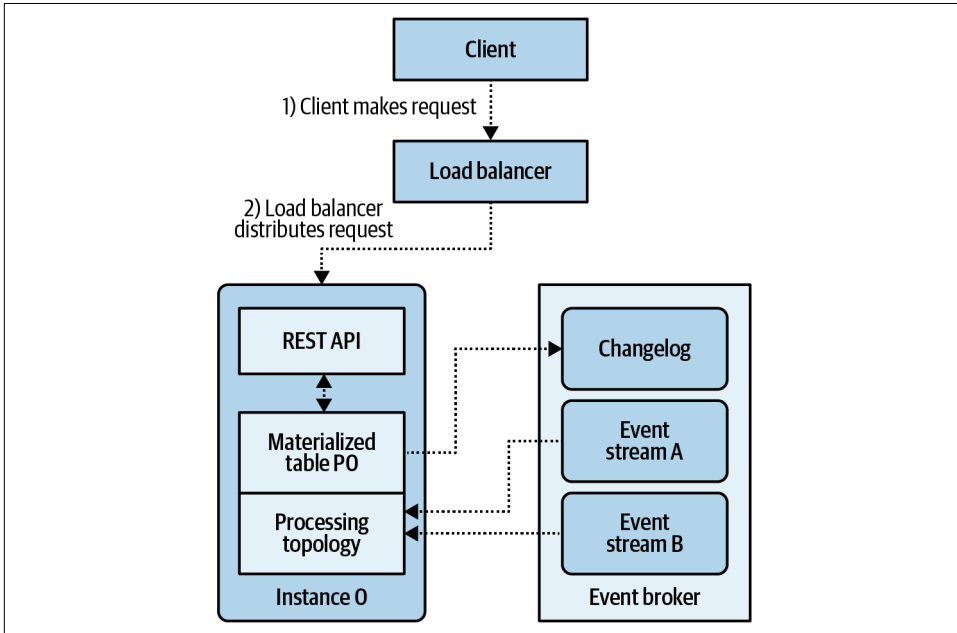 Client
1) Client makes request
Load balancer
2) Load balancer
distributes request
REST API
Materialized
table P0
Processing
topology
Instance 0
Changelog
Event
stream A
Event
stream B
Event broker